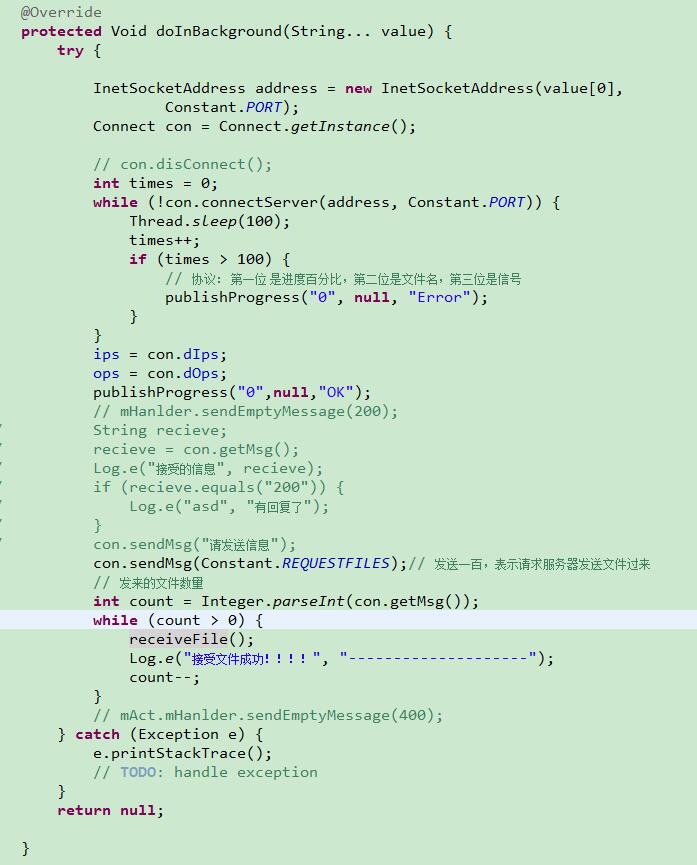 @Override
protected Void doInBackground(String... value) {
try {
InetSocketAddress address = new InetSocketAddress(value[0],
Constant.PORT);
Connect con = Connect.getInstance();
// con.disConnect();
int times = 0;
while (!con.connectServer(address, Constant.PORT)) {
Thread.sleep(100);
times++;
if (times > 100) {
// 协议: 第一位 是进度百分比, 第二位是文件名, 第三位是信号
publishProgress("0", null, "Error");
}
}
ips = con.dIps;
ops = con.dOps;
publishProgress("0",null,"OK");
// mHanlder.sendEmptyMessage(200);
String recieve;
recieve = con.getMsg();
Log.e("接受的信息", recieve);
if (recieve.equals("200")) {
Log.e("asd", "有回复了");
}
con.sendMsg("请发送信息");
con.sendMsg(Constant.REQUESTFILES);// 发送一百, 表示请求服务器发送文件过来
// 发来的文件数量
int count = Integer.parseInt(con.getMsg());
while (count > 0) {
receiveFile();
Log.e("接受文件成功!!!!", "--------------------");
count--;
}
// mAct.mHanlder.sendEmptyMessage(400);
} catch (Exception e) {
e.printStackTrace();
// TODO: handle exception
}
return null;
}